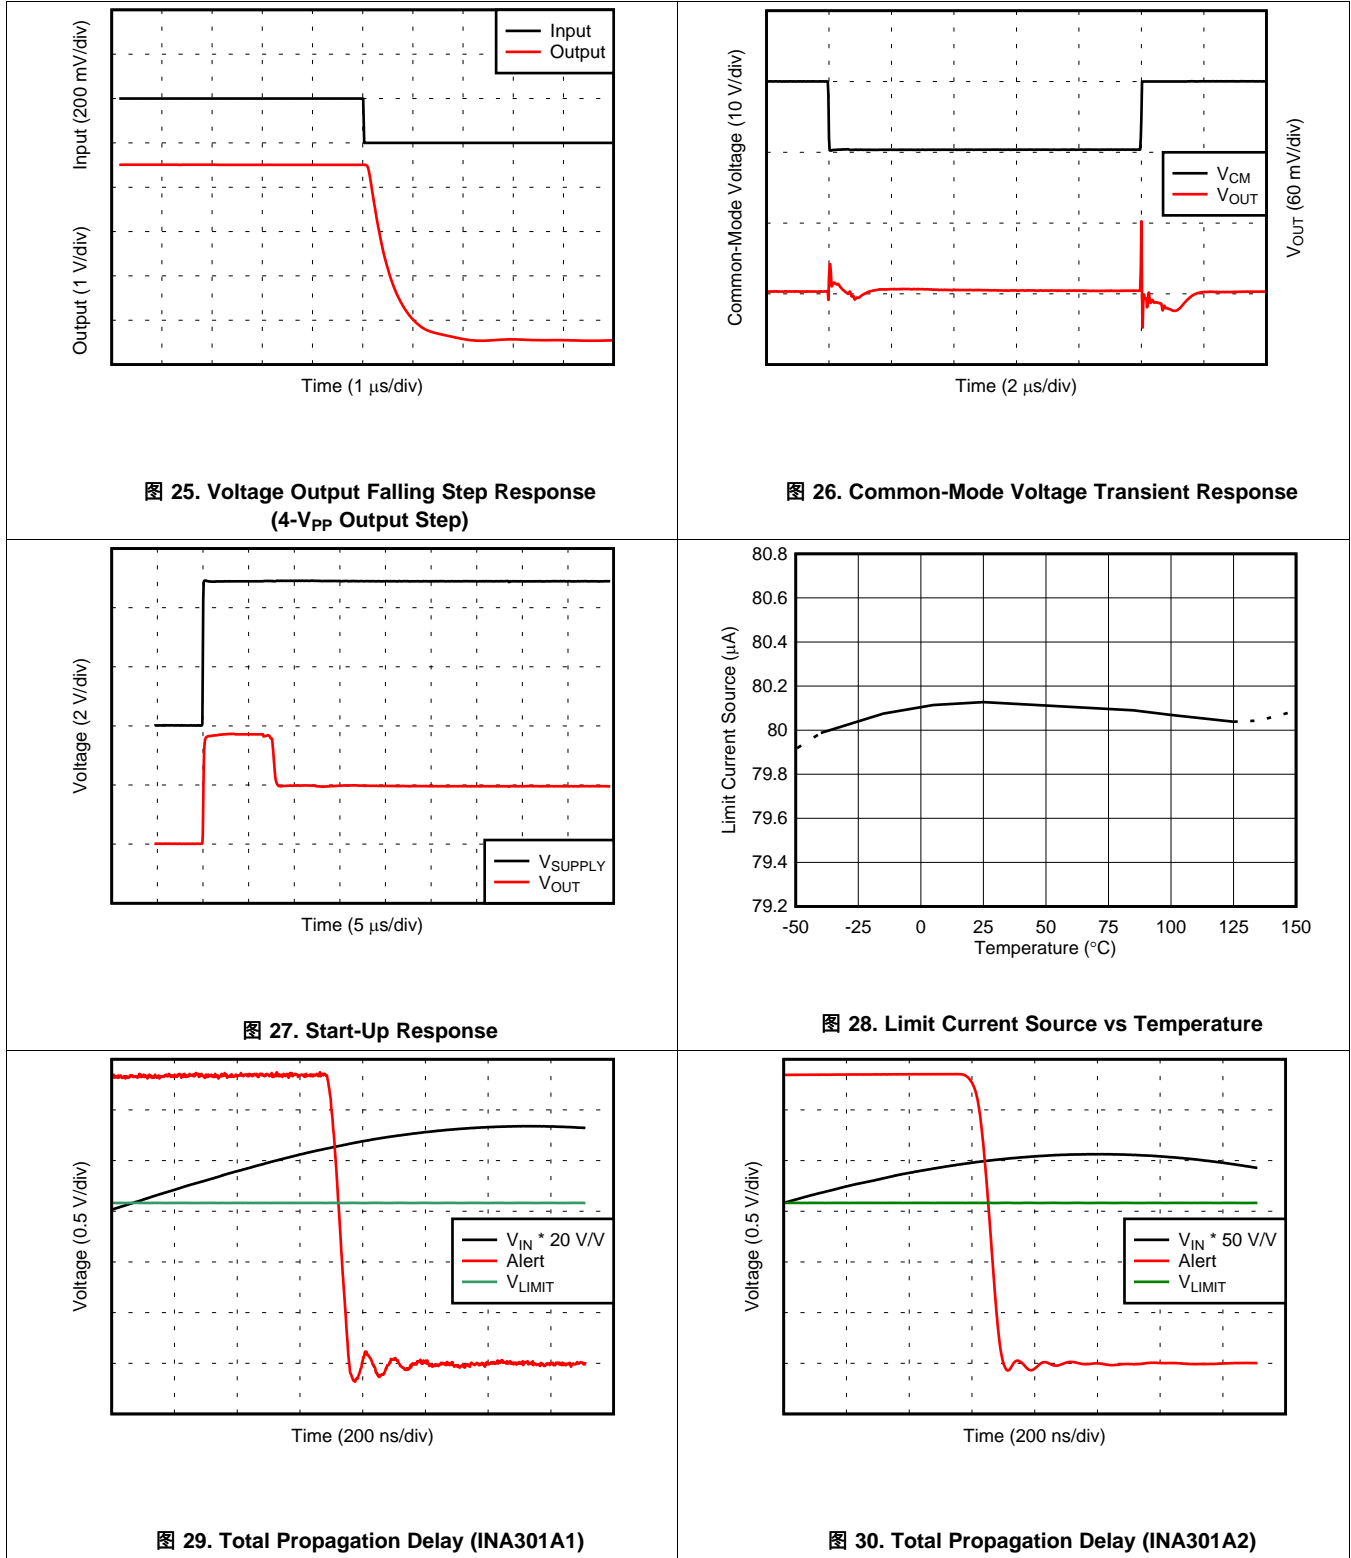 Input (200 mV/div)
Output (1 V/div)
Input
Output
Time (1 μs/div)
图 25. Voltage Output Falling Step Response
(4-VPP Output Step)
Common-Mode Voltage (10 V/div)
VCM
VOUT
VOUT (60 mV/div)
Time (2 μs/div)
图 26. Common-Mode Voltage Transient Response
Voltage (2 V/div)
VSUPPLY
VOUT
Time (5 μs/div)
图 27. Start-Up Response
Limit Current Source (μA)
80.8
80.6
80.4
80.2
80
79.8
79.6
79.4
79.2
-50 -25 0 25 50 75 100 125 150
Temperature (°C)
图 28. Limit Current Source vs Temperature
Voltage (0.5 V/div)
VIN * 20 V/V
Alert
VLIMIT
Time (200 ns/div)
图 29. Total Propagation Delay (INA301A1)
Voltage (0.5 V/div)
VIN * 50 V/V
Alert
VLIMIT
Time (200 ns/div)
图 30. Total Propagation Delay (INA301A2)